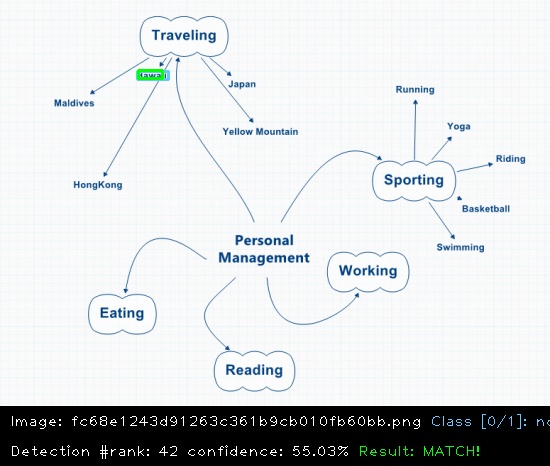 Traveling
Hawaii
Japan
Maldives
Running
Yellow Mountain
Yoga
Riding
HongKong
Sporting
Basketball
Personal
Management
Swimming
Working
Eating
Reading
Image: fc68e1243d91263c361b9cb010fb60bb.png Class [0/1]:
Detection #rank: 42 confidence: 55.03% Result: MATCH!